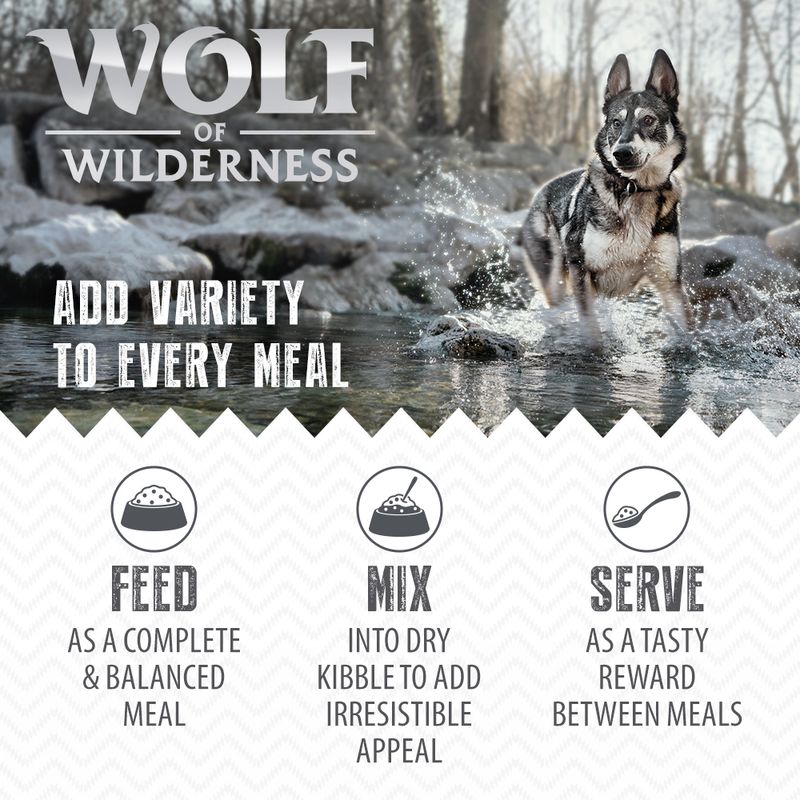 WOLF
OF
WILDERNESS
ADD VARIETY
TO EVERY MEAL
FEED
AS A COMPLETE
& BALANCED
MEAL
MIX
INTO DRY
KIBBLE TO ADD
IRRESISTIBLE
APPEAL
SERVE
AS A TASTY
REWARD
BETWEEN MEALS